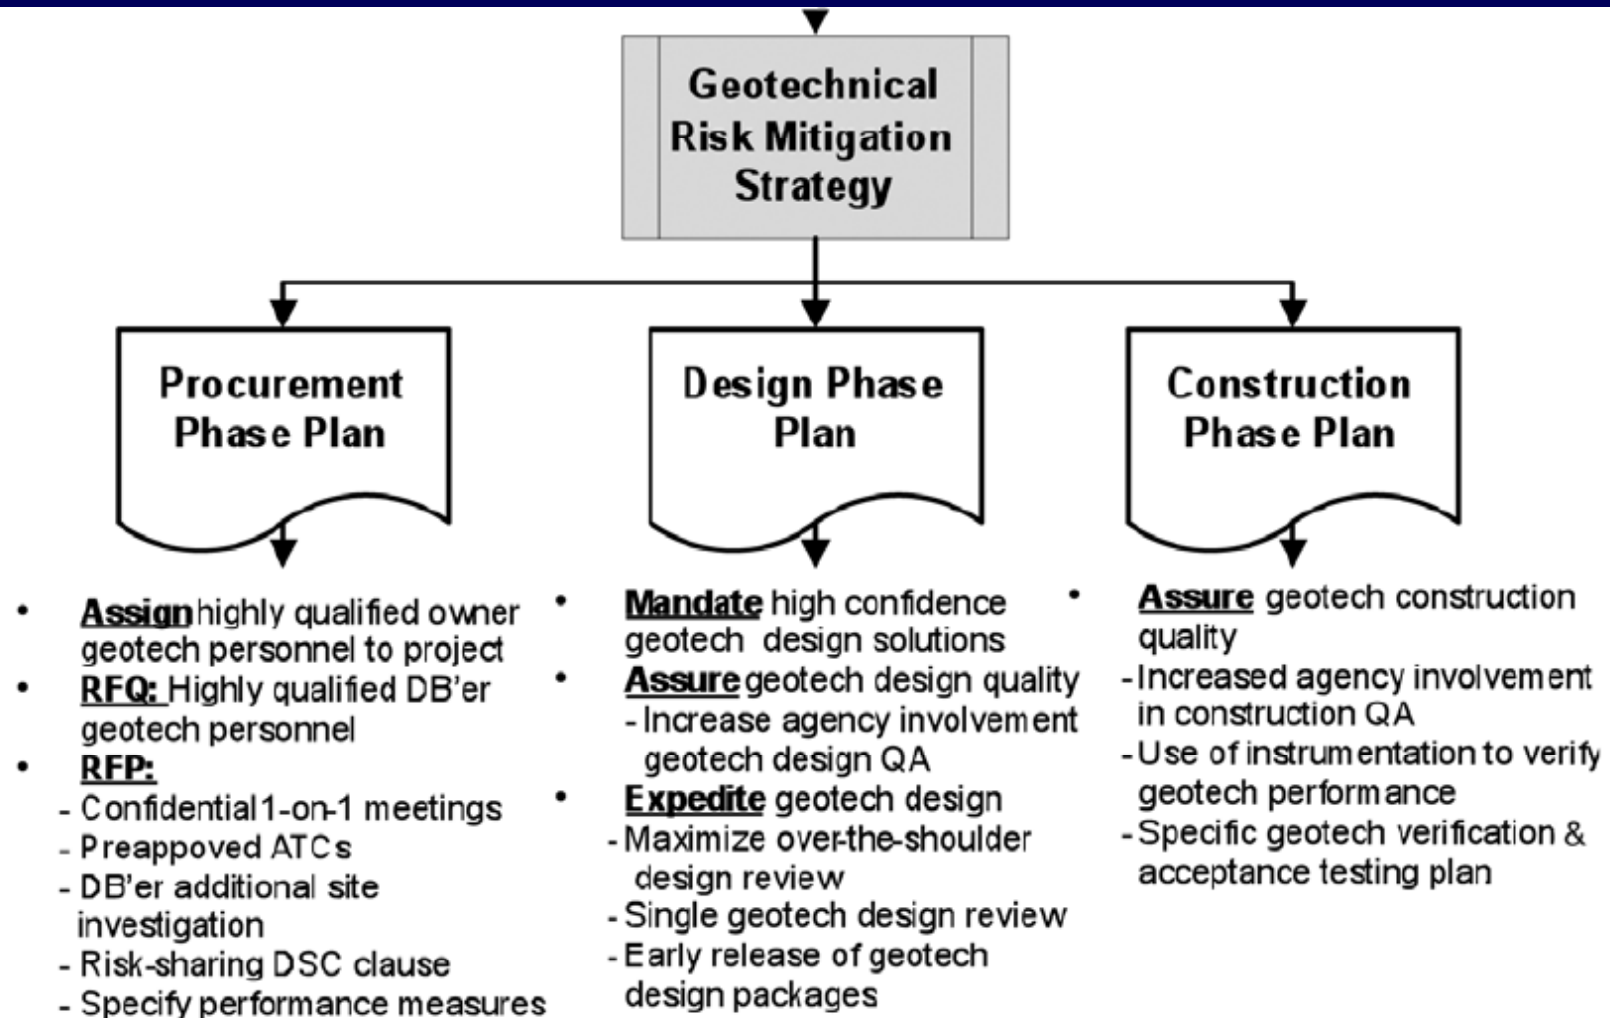 Geotechnical
Risk Mitigation
Strategy
Procurement
Phase Plan
Design Phase
Plan
Construction
Phase Plan
• Assign highly qualified owner
geotech personnel to project
• RFQ: Highly qualified DB'er
geotech personnel
• RFP:
- Confidential 1-on-1 meetings
- Preappoved ATCs
- DB'er additional site
investigation
- Risk-sharing DSC clause
- Specify performance measures
• Mandate high confidence
geotech design solutions
• Assure geotech design quality
- Increase agency involvement
geotech design QA
• Expedite geotech design
- Maximize over-the-shoulder
design review
- Single geotech design review
- Early release of geotech
design packages
• Assure geotech construction
quality
- Increased agency involvement
in construction QA
- Use of instrumentation to verify
geotech performance
- Specific geotech verification &
acceptance testing plan